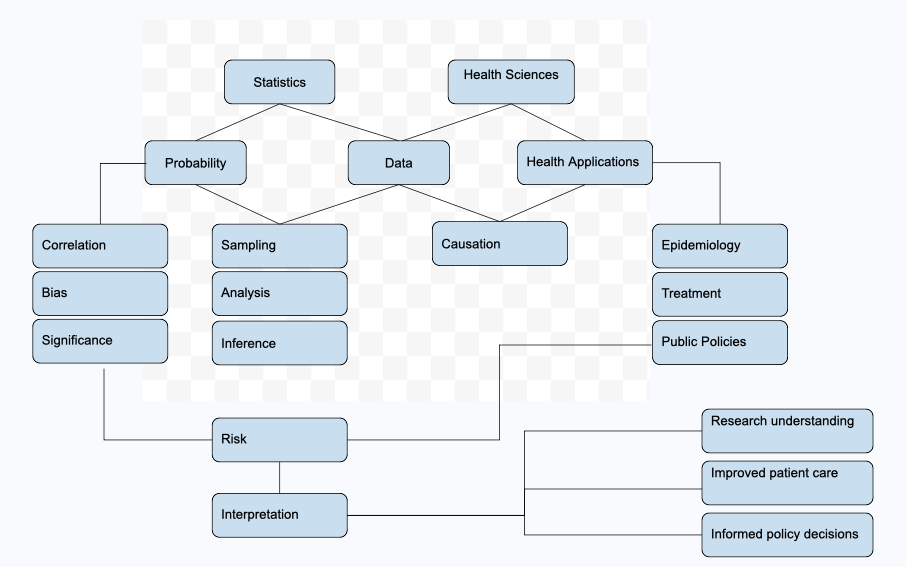 Statistics
Health Sciences
Probability
Data
Health Applications
Correlation
Sampling
Causation
Epidemiology
Bias
Analysis
Treatment
Significance
Inference
Public Policies
Risk
Research understanding
Improved patient care
Interpretation
Informed policy decisions